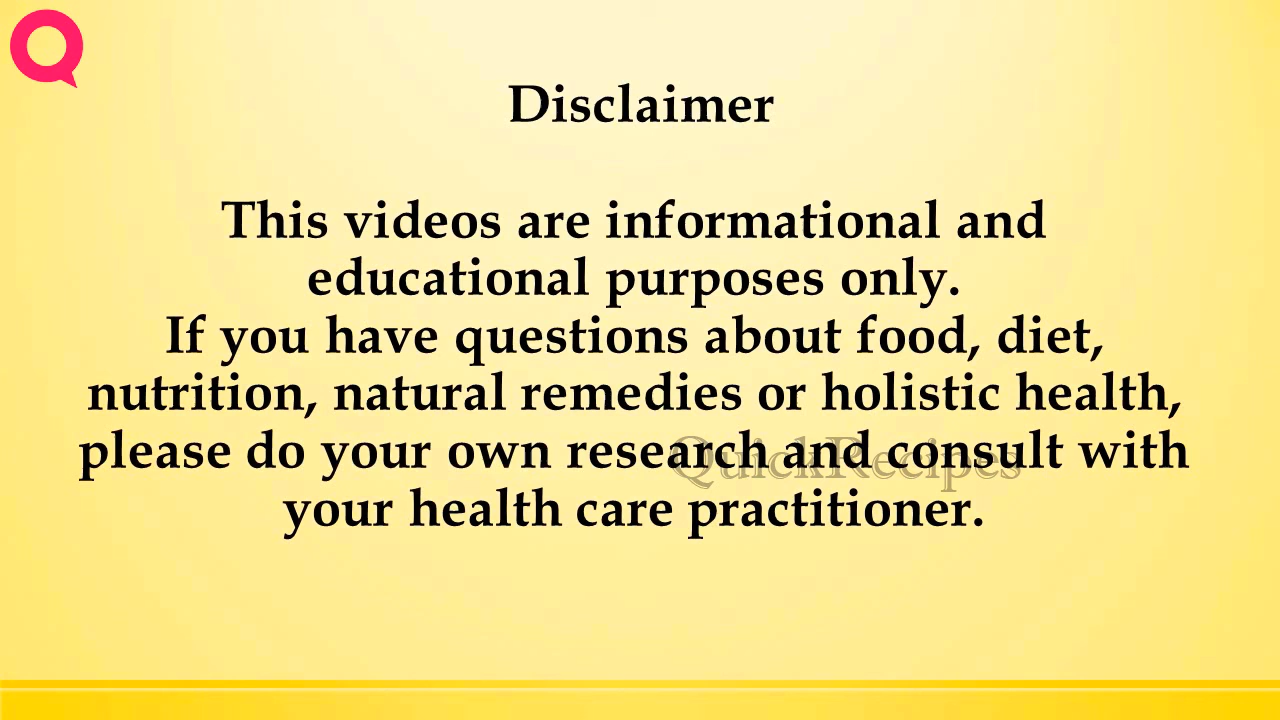 Disclaimer
This videos are informational and
educational purposes only.
If you have questions about food, diet,
nutrition, natural remedies or holistic health,
please do your own research and consult with
QuickRecipes
your health care practitioner.